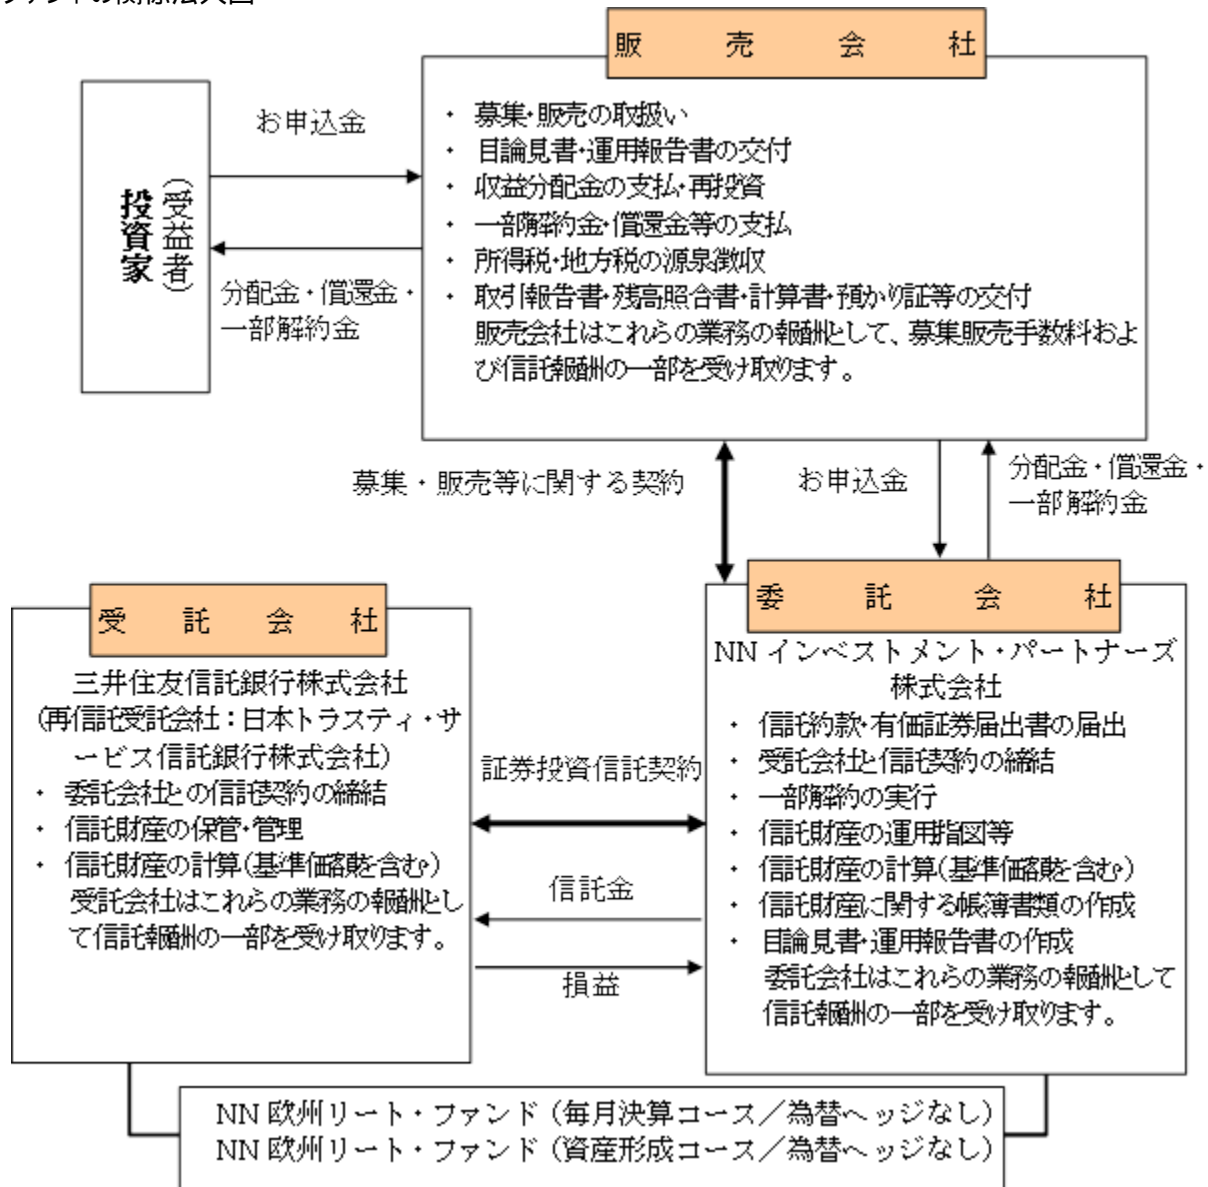 ファンドの関係法人図
販売会社
お申込金
投資家
(受益者)
分配金・償還金・
一部解約金
・ 募集・販売の取扱い
・ 目論見書・運用報告書の交付
・ 収益分配金の支払・再投資
・ 一部解約金・償還金等の支払
・ 所得税・地方税の源泉徴収
・ 取引報告書・残高照合書・計算書・預かり証等の交付
販売会社はこれらの業務の報酬として、募集販売手数料およ
び信託報酬の一部を受け取ります。
募集・販売等に関する契約
お申込金
分配金・償還金・
一部解約金
受託会社
三井住友信託銀行株式会社
(再信託受託会社：日本トラスティ・サ
ービス信託銀行株式会社)
・ 委託会社との信託契約の締結
・ 信託財産の保管・管理
・ 信託財産の計算(基準価額を含む)
受託会社はこれらの業務の報酬とし
て信託報酬の一部を受け取ります。
証券投資信託契約
信託金
損益
委託会社
NN インベストメント・パートナーズ
株式会社
・ 信託約款・有価証券届出書の届出
・ 受託会社と信託契約の締結
・ 一部解約の実行
・ 信託財産の運用指図等
・ 信託財産の計算(基準価額を含む)
・ 信託財産に関する帳簿書類の作成
・ 目論見書・運用報告書の作成
委託会社はこれらの業務の報酬として
信託報酬の一部を受け取ります。
NN 欧州リート・ファンド（毎月決算コース／為替ヘッジなし）
NN 欧州リート・ファンド（資産形成コース／為替ヘッジなし）